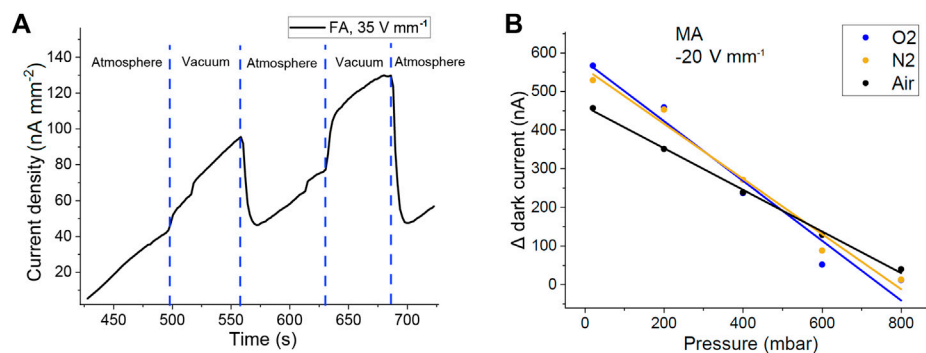 A
FA, 35 V mm⁻¹
Atmosphere
Vacuum
Atmosphere
Vacuum
Atmosphere
Current density (nA mm⁻²)
140
120
100
80
60
40
20
450
500
550
600
650
700
Time (s)
B
MA
-20 V mm⁻¹
O2
N2
Air
Δ dark current (nA)
600
500
400
300
200
100
0
0
200
400
600
800
Pressure (mbar)